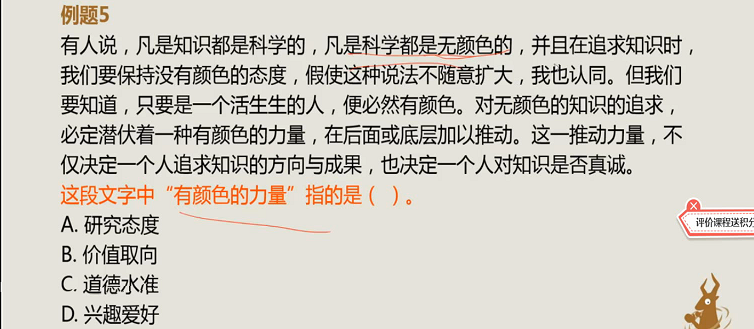 例题5
有人说，凡是知识都是科学的，凡是科学都是无颜色的，并且在追求知识时，
我们要保持没有颜色的态度，假使这种说法不随意扩大，我也认同。但我们
要知道，只要是一个活生生的人，便必然有颜色。对无颜色的知识的追求，
必定潜伏着一种有颜色的力量，在后面或底层加以推动。这一推动力量，不
仅决定一个人追求知识的方向与成果，也决定一个人对知识是否真诚。
这段文字中“有颜色的力量”指的是（ ）。
A. 研究态度
B. 价值取向
评价课程送积分
C. 道德水准
D. 兴趣爱好